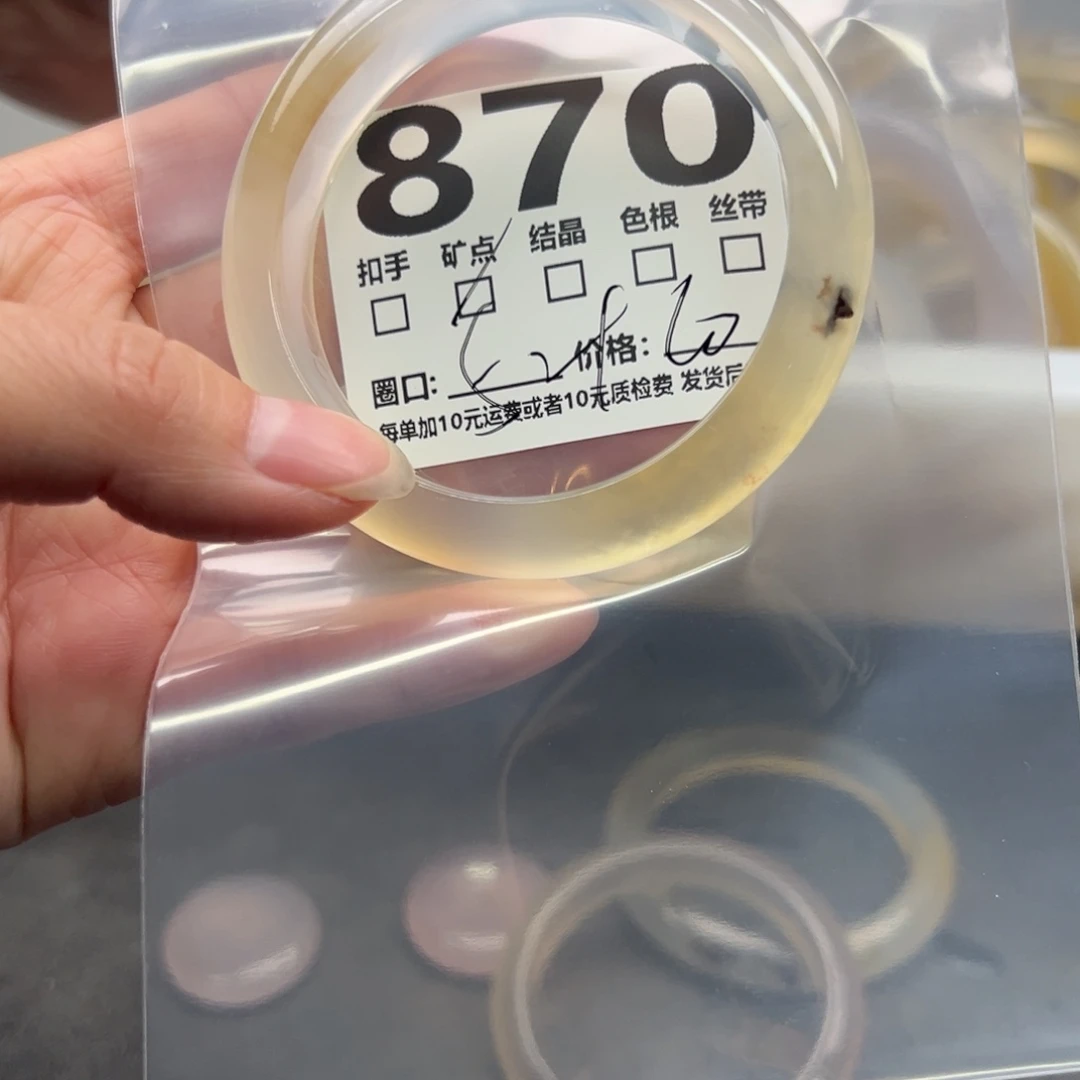 870
扣手 矿点 结晶 色根 丝带
圈口: 价格:
每单加10元运费或者10元质检费 发货后